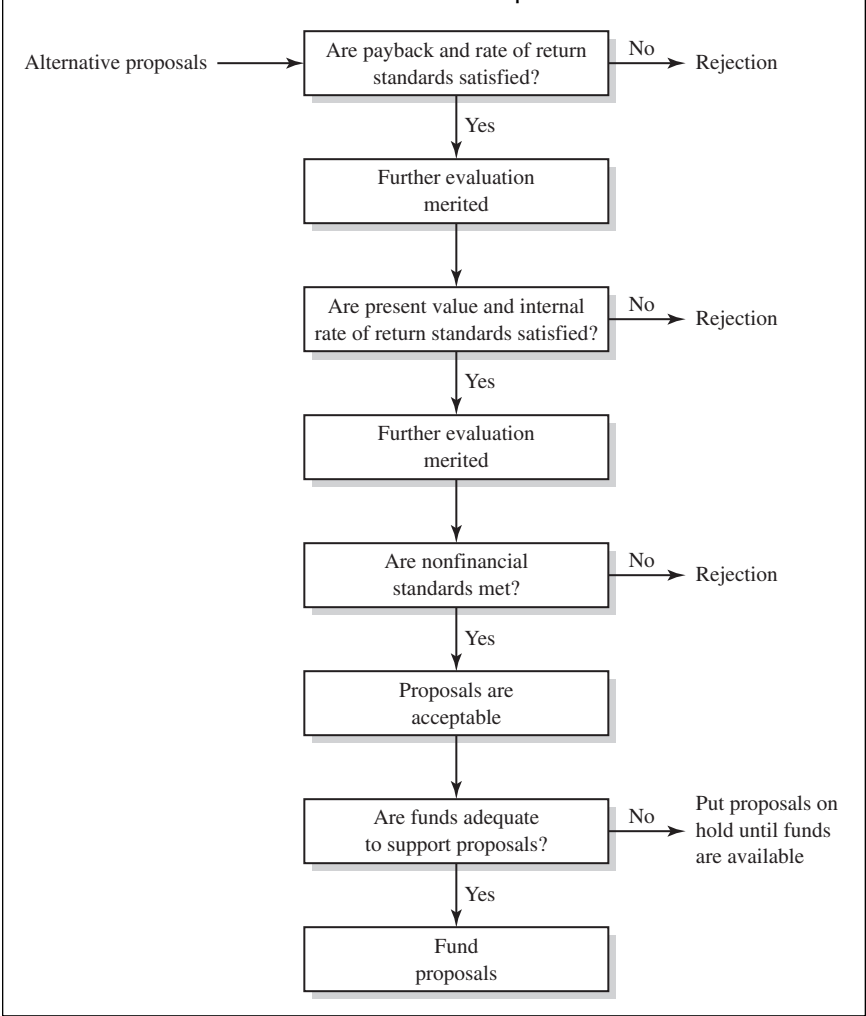 Are payback and rate of return
standards satisfied?
Alternative proposals
No
Rejection
Yes
Further evaluation
merited
Are present value and internal
rate of return standards satisfied?
No
Rejection
Yes
Further evaluation
merited
Are nonfinancial
standards met?
No
Rejection
Yes
Proposals are
acceptable
Are funds adequate
to support proposals?
No
Put proposals on
hold until funds
are available
Yes
Fund
proposals